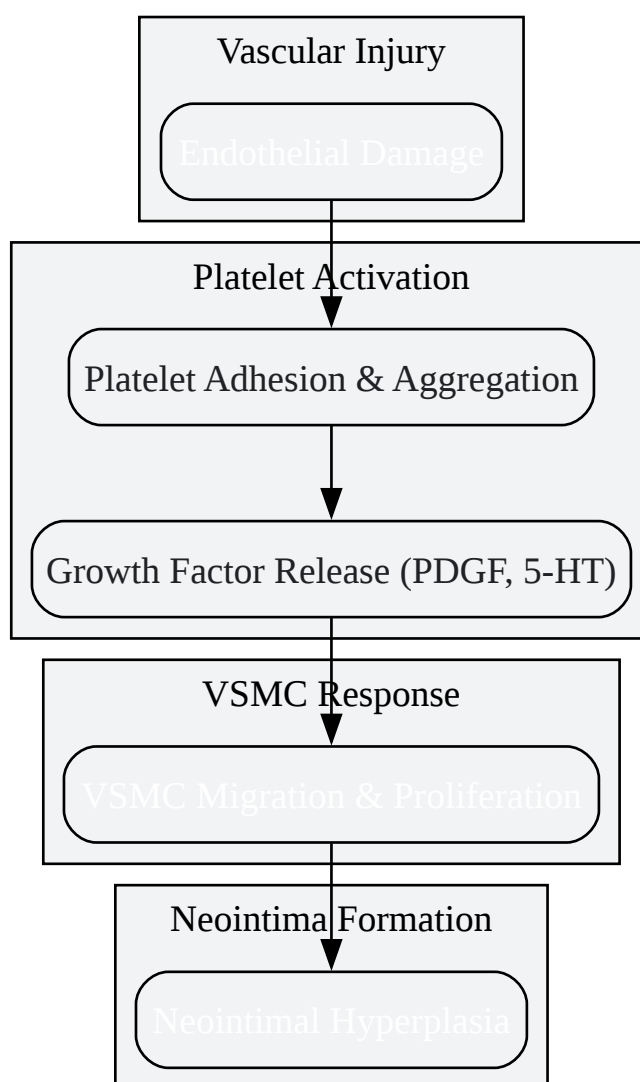 Vascular Injury
Endothelial Damage
Platelet Activation
Platelet Adhesion & Aggregation
Growth Factor Release (PDGF, 5-HT)
VSMC Response
VSMC Migration & Proliferation
Neointima Formation
Neointimal Hyperplasia